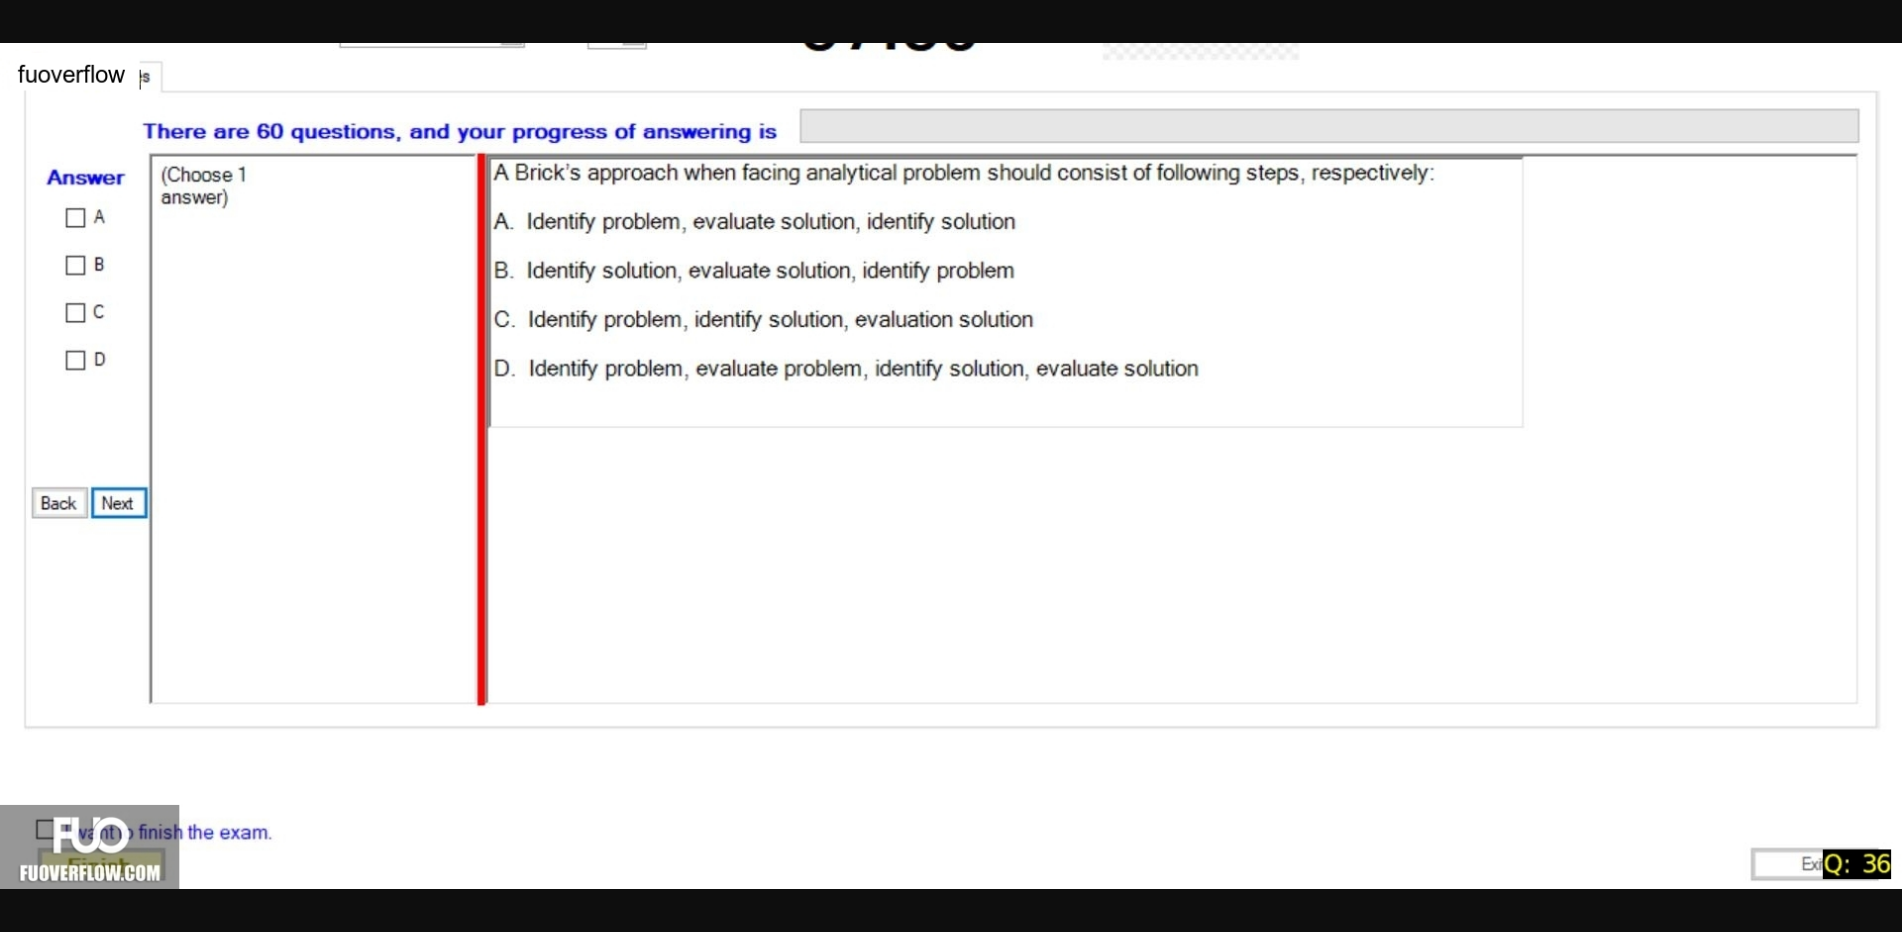 fuoverflow
There are 60 questions, and your progress of answering is
Answer
(Choose 1
answer)
A
B
C
D
A Brick's approach when facing analytical problem should consist of following steps, respectively:
A. Identify problem, evaluate solution, identify solution
B. Identify solution, evaluate solution, identify problem
C. Identify problem, identify solution, evaluation solution
D. Identify problem, evaluate problem, identify solution, evaluate solution
Back
Next
finish the exam.
FUO
FUOVERFLOW.COM
Q: 36